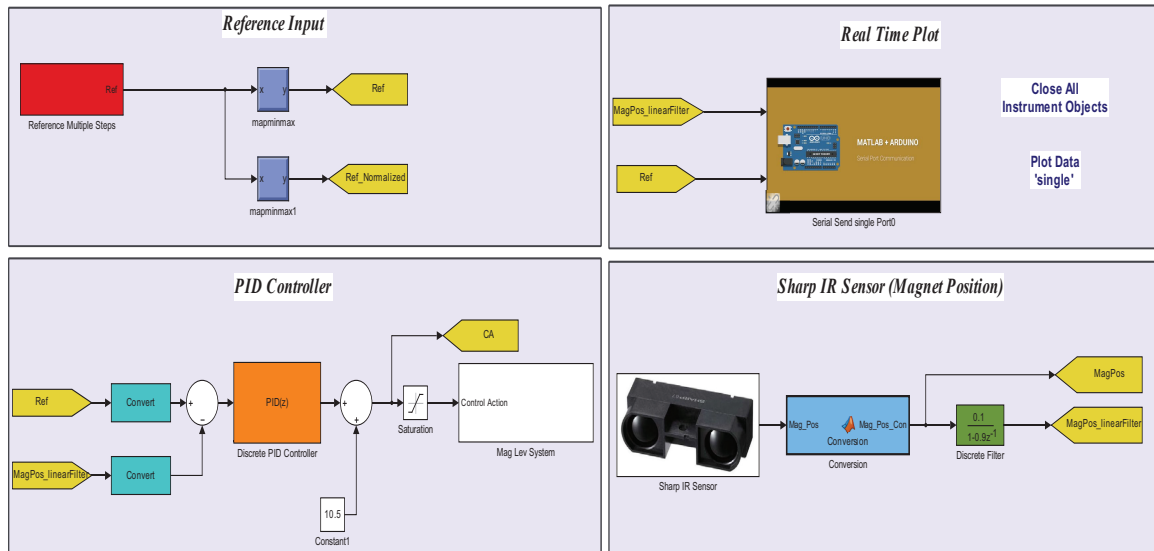 Reference Input
Ref
Reference Multiple Steps
x y
mapminmax
Ref
x y
mapminmax1
Ref_Normalized
Real Time Plot
MagPos_linearFilter
Ref
MATLAB + ARDUINO
Serial Port Communication
Serial Send single Port0
Close All
Instrument Objects
Plot Data
'single'
PID Controller
CA
Ref
Convert
+
−
PID(z)
Discrete PID Controller
+
+
Saturation
Control Action
Mag Lev System
MagPos_linearFilter
Convert
10.5
Constant1
Sharp IR Sensor (Magnet Position)
Sharp IR Sensor
Mag_Pos Mag_Pos_Con
Conversion
Conversion
0.1
1-0.9z⁻¹
Discrete Filter
MagPos
MagPos_linearFilter